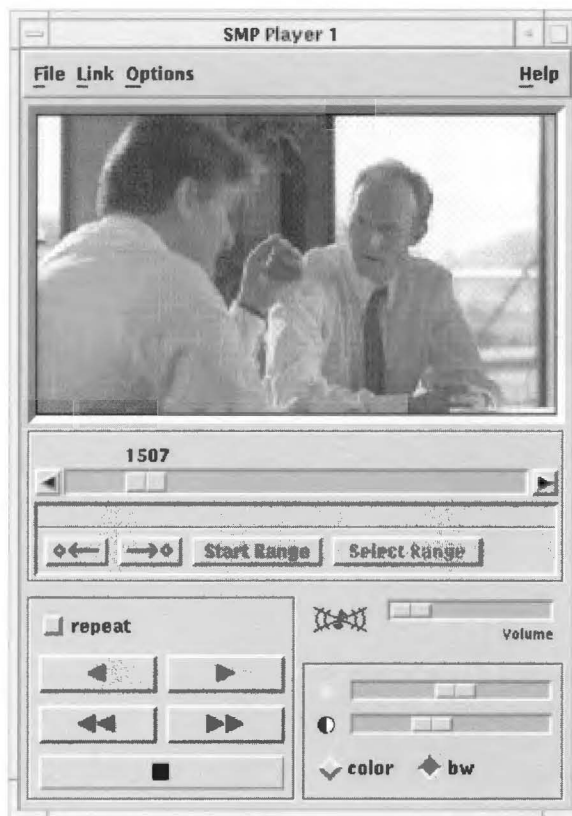 SMP Player 1
File Link Options Help
1507
Start Range Select Range
repeat
Volume
color bw